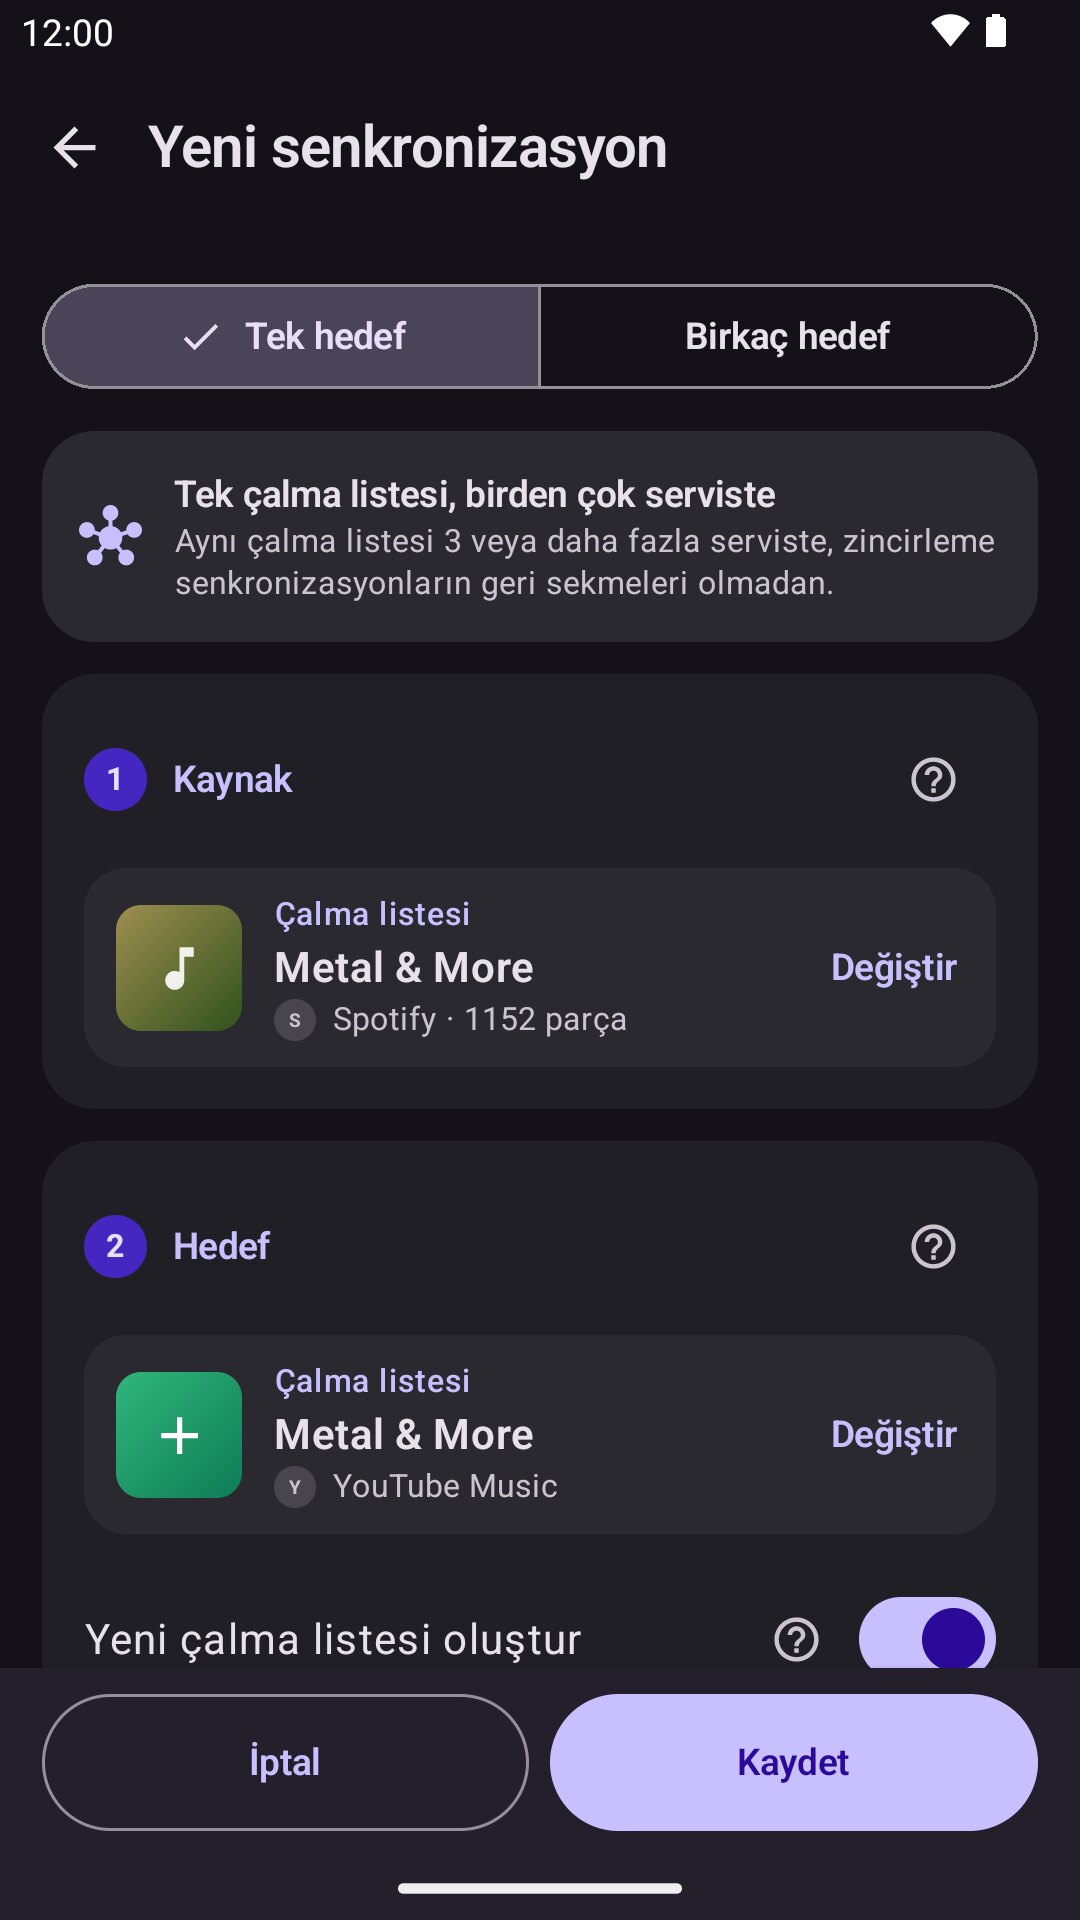 12:00
Yeni senkronizasyon
Tek hedef
Birkaç hedef
Tek çalma listesi, birden çok serviste
Aynı çalma listesi 3 veya daha fazla serviste, zincirleme
senkronizasyonların geri sekmeleri olmadan.
1
Kaynak
Çalma listesi
Metal & More
S
Spotify · 1152 parça
Değiştir
2
Hedef
Çalma listesi
Metal & More
Y
YouTube Music
Değiştir
Yeni çalma listesi oluştur
İptal
Kaydet